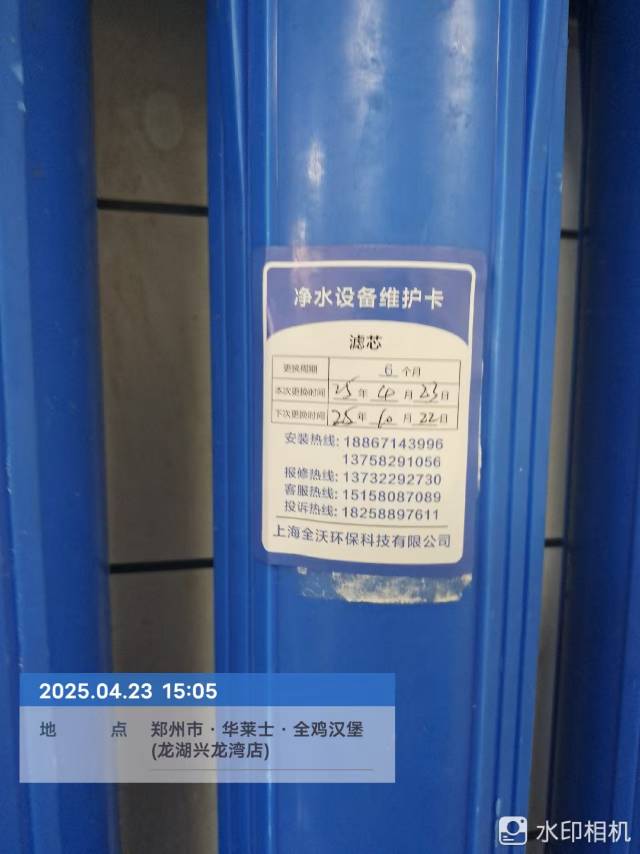 净水设备维护卡
滤芯
更换周期 6 个月
本次更换时间 25 年 4 月 23 日
下次更换时间 25 年 10 月 22 日
安装热线: 18867143996
13758291056
报修热线: 13732292730
客服热线: 15158087089
投诉热线: 18258897611
上海全沃环保科技有限公司
2025.04.23 15:05
地 点 郑州市·华莱士·全鸡汉堡
(龙湖兴龙湾店)
水印相机